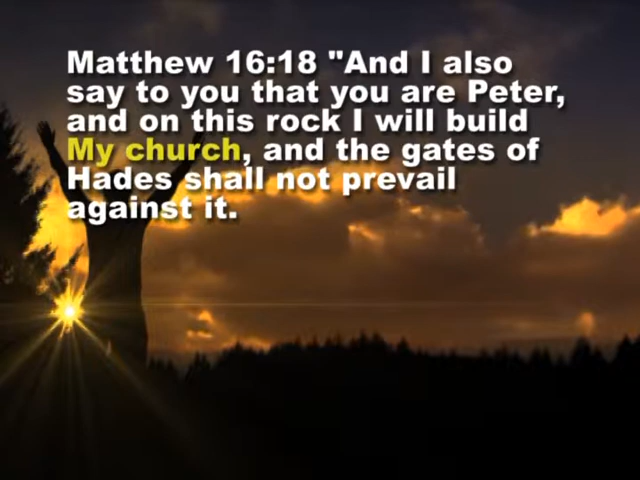 Matthew 16:18 "And I also
say to you that you are Peter,
and on this rock I will build
My church, and the gates of
Hades shall not prevail
against it.